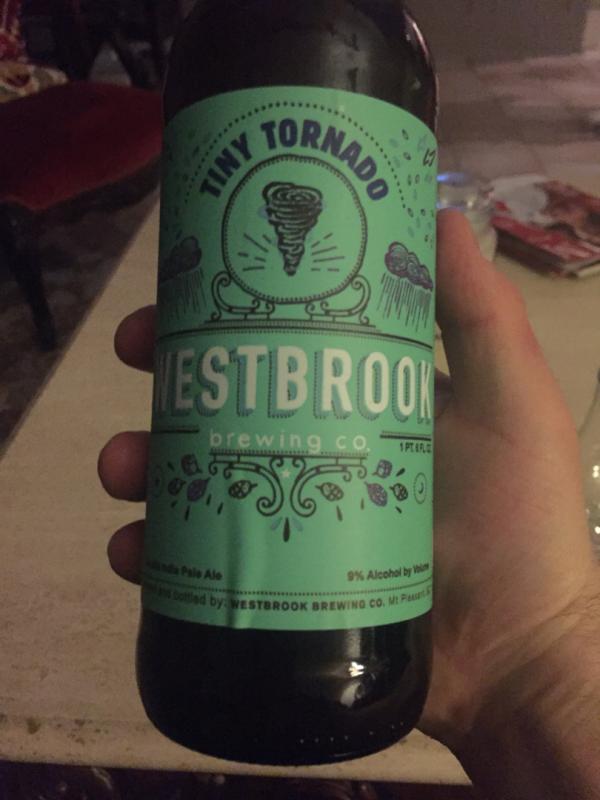 TINY TORNADO
WESTBROOK
brewing co.
1 PT. 6 FL. OZ
India Pale Ale
9% Alcohol by Volume
and bottled by: WESTBROOK BREWING CO. Mt Pleasant,